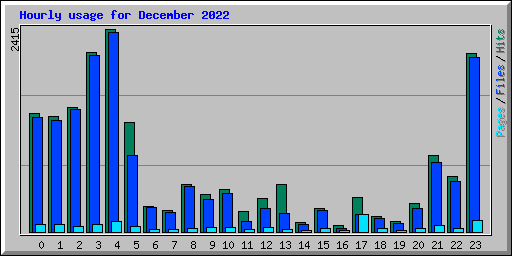 Hourly usage for December 2022
2415
Pages/Files/Hits
0 1 2 3 4 5 6 7 8 9 10 11 12 13 14 15 16 17 18 19 20 21 22 23